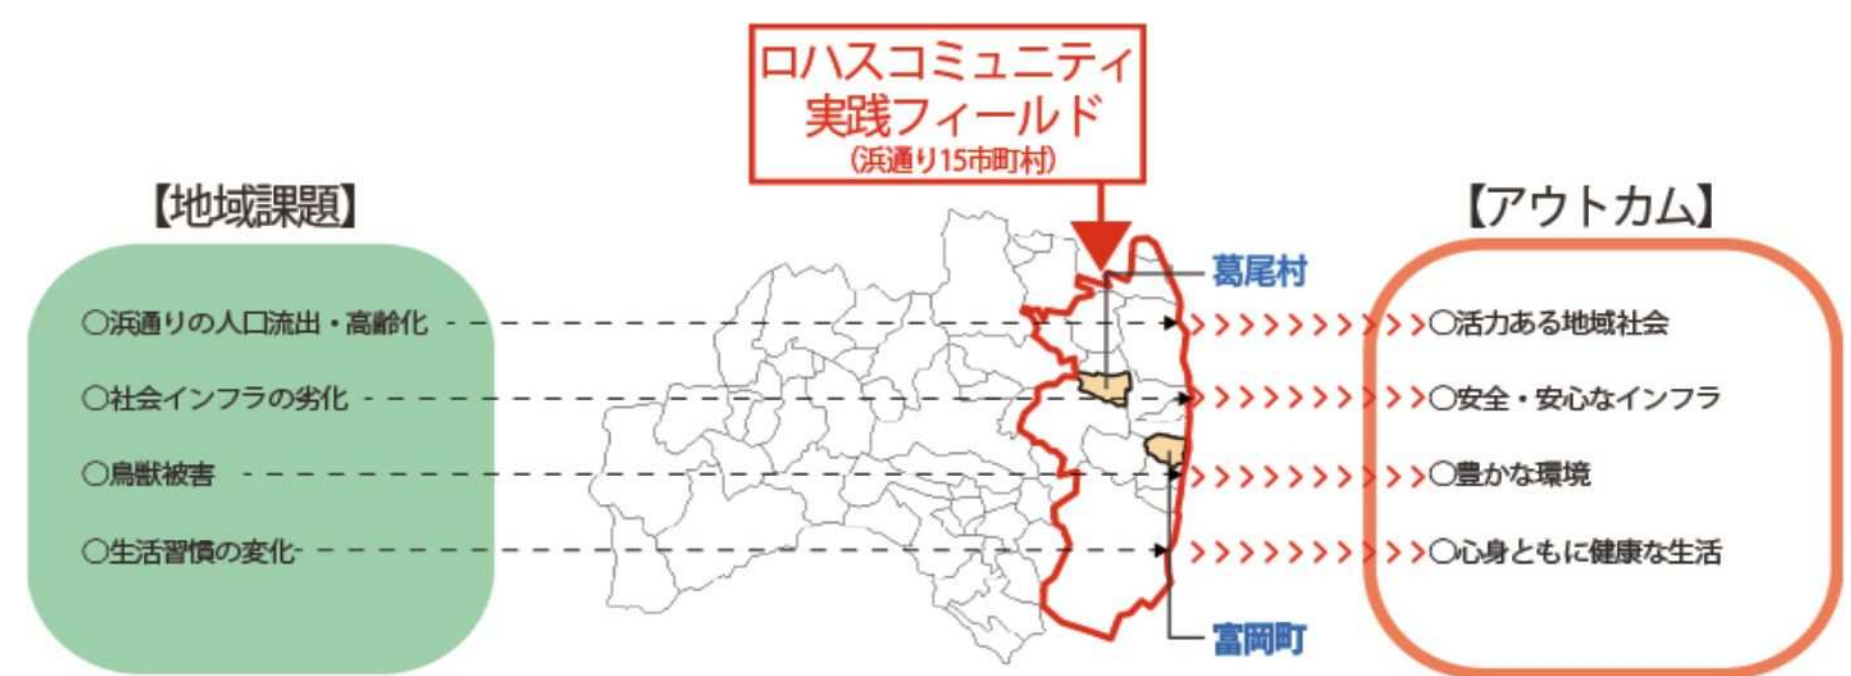 ロハスコミュニティ
実践フィールド
(浜通り15市町村)
【地域課題】
○浜通りの人口流出・高齢化
○社会インフラの劣化
○鳥獣被害
○生活習慣の変化
葛尾村
富岡町
【アウトカム】
○活力ある地域社会
○安全・安心なインフラ
○豊かな環境
○心身ともに健康な生活